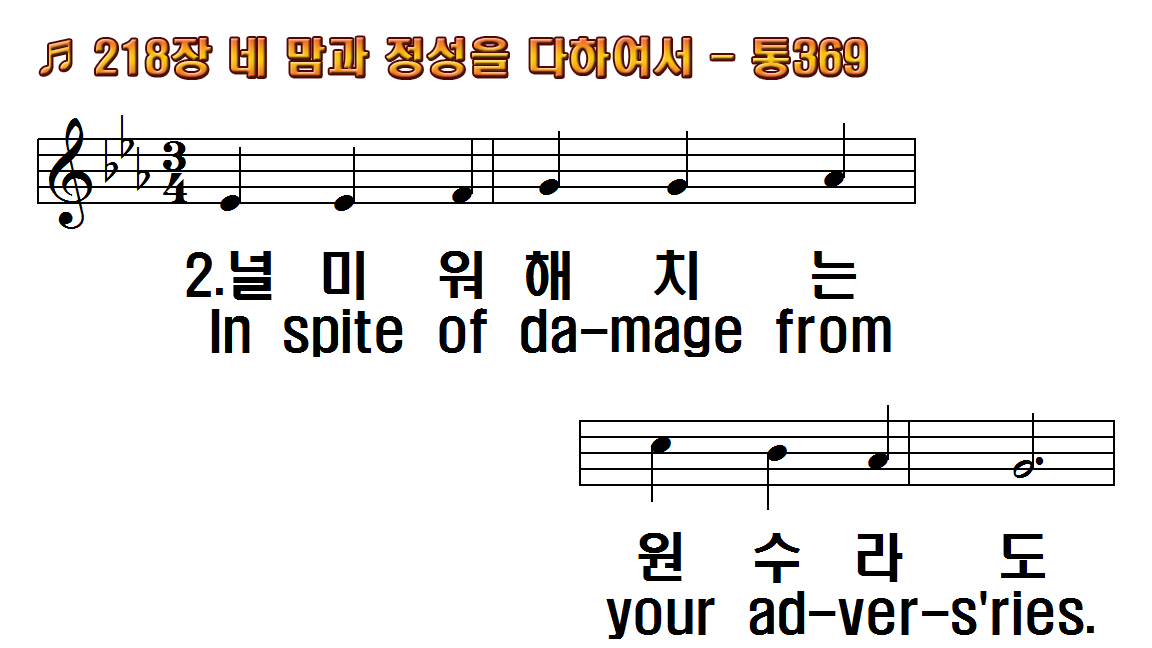 ♬ 218장 네 맘과 정성을 다하여서 - 통369
3
4
2.널 미 워 해 치 는
In spite of da-mage from
원 수 라 도
your ad-ver-s'ries.